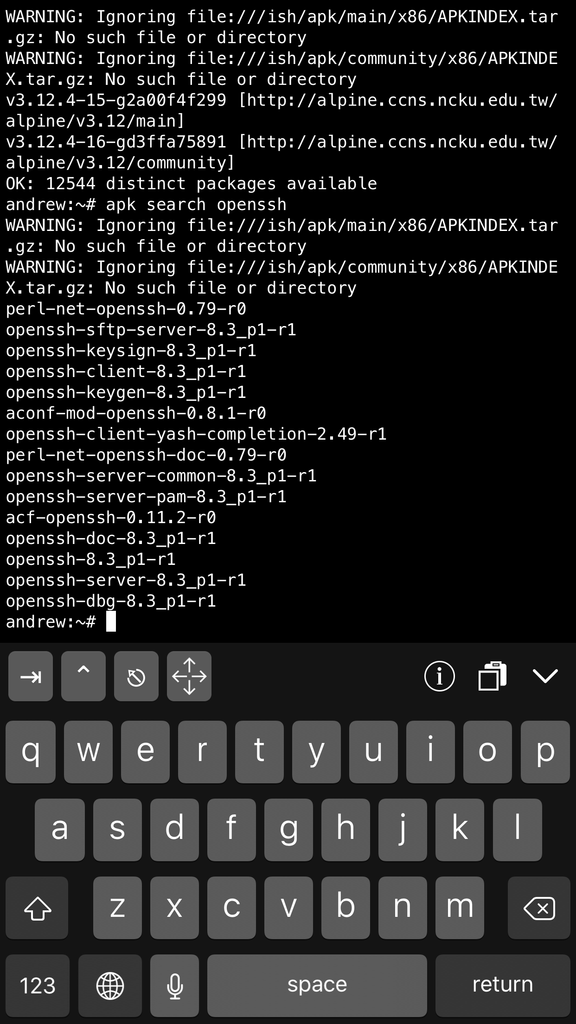 WARNING: Ignoring file:///ish/apk/main/x86/APKINDEX.tar
.gz: No such file or directory
WARNING: Ignoring file:///ish/apk/community/x86/APKINDE
X.tar.gz: No such file or directory
v3.12.4-15-g2a00f4f299 [http://alpine.ccns.ncku.edu.tw/
alpine/v3.12/main]
v3.12.4-16-gd3ffa75891 [http://alpine.ccns.ncku.edu.tw/
alpine/v3.12/community]
OK: 12544 distinct packages available
andrew:~# apk search openssh
WARNING: Ignoring file:///ish/apk/main/x86/APKINDEX.tar
.gz: No such file or directory
WARNING: Ignoring file:///ish/apk/community/x86/APKINDE
X.tar.gz: No such file or directory
perl-net-openssh-0.79-r0
openssh-sftp-server-8.3_p1-r1
openssh-keysign-8.3_p1-r1
openssh-client-8.3_p1-r1
openssh-keygen-8.3_p1-r1
aconf-mod-openssh-0.8.1-r0
openssh-client-yash-completion-2.49-r1
perl-net-openssh-doc-0.79-r0
openssh-server-common-8.3_p1-r1
openssh-server-pam-8.3_p1-r1
acf-openssh-0.11.2-r0
openssh-doc-8.3_p1-r1
openssh-8.3_p1-r1
openssh-server-8.3_p1-r1
openssh-dbg-8.3_p1-r1
andrew:~#
q w e r t y u i o p
a s d f g h j k l
z x c v b n m
123 space return